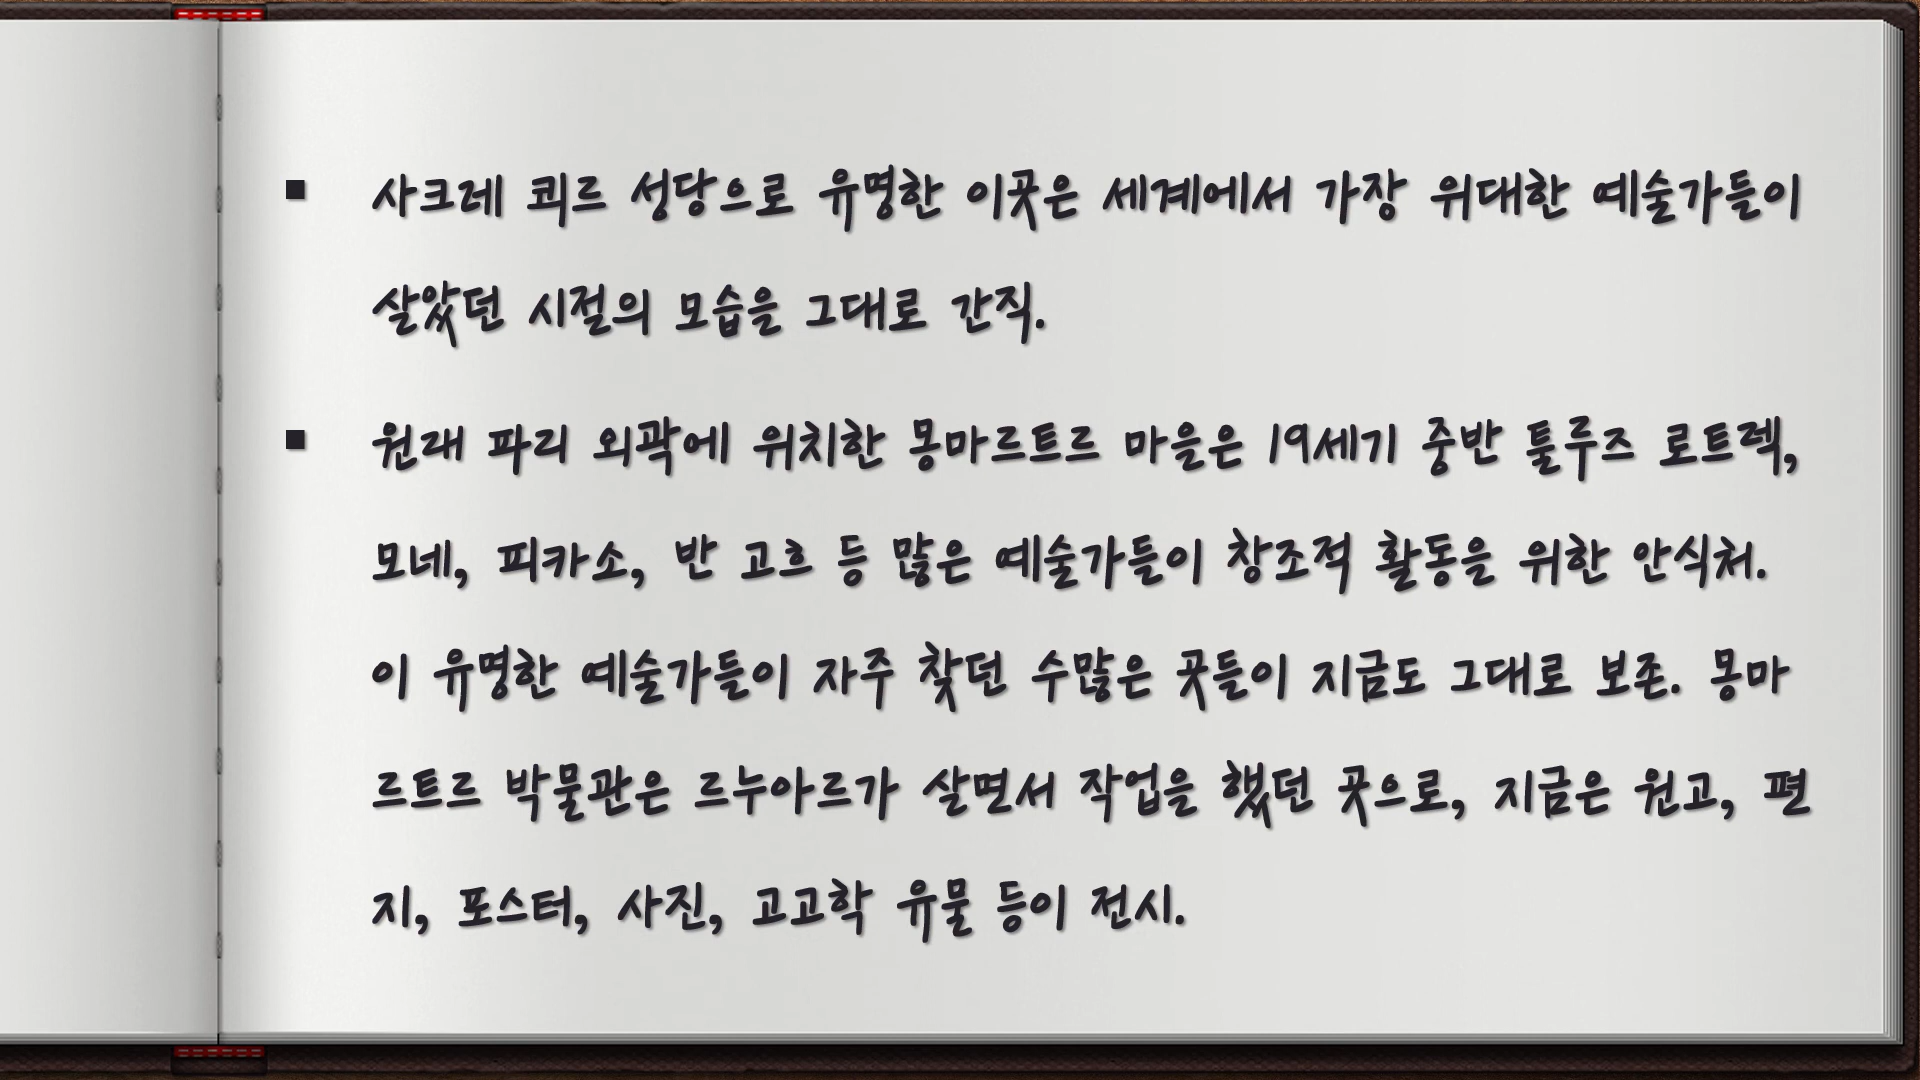 ▪ 사크레 쾨르 성당으로 유명한 이곳은 세계에서 가장 위대한 예술가들이
살았던 시절의 모습을 그대로 간직.
▪ 원래 파리 외곽에 위치한 몽마르트르 마을은 19세기 중반 툴루즈 로트렉,
모네, 피카소, 반 고흐 등 많은 예술가들이 창조적 활동을 위한 안식처.
이 유명한 예술가들이 자주 찾던 수많은 곳들이 지금도 그대로 보존. 몽마
르트르 박물관은 르누아르가 살면서 작업을 했던 곳으로, 지금은 원고, 편
지, 포스터, 사진, 고고학 유물 등이 전시.